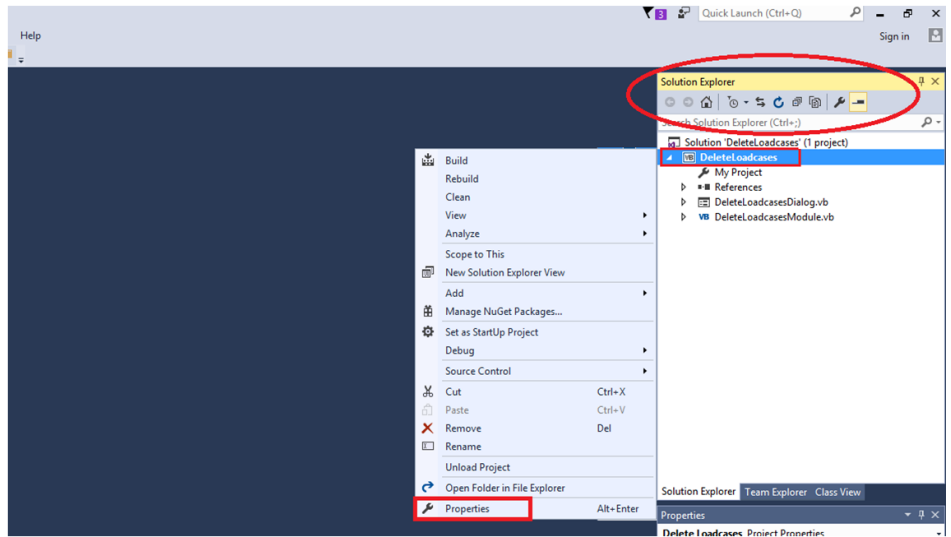 3
Quick Launch (Ctrl+Q)
Help
Sign in
Solution Explorer
Search Solution Explorer (Ctrl+;)
Solution 'DeleteLoadcases' (1 project)
VB DeleteLoadcases
My Project
References
DeleteLoadcasesDialog.vb
VB DeleteLoadcasesModule.vb
Build
Rebuild
Clean
View
Analyze
Scope to This
New Solution Explorer View
Add
Manage NuGet Packages...
Set as StartUp Project
Debug
Source Control
Cut Ctrl+X
Paste Ctrl+V
Remove Del
Rename
Unload Project
Open Folder in File Explorer
Properties Alt+Enter
Solution Explorer Team Explorer Class View
Properties
Delete Loadcases Project Properties